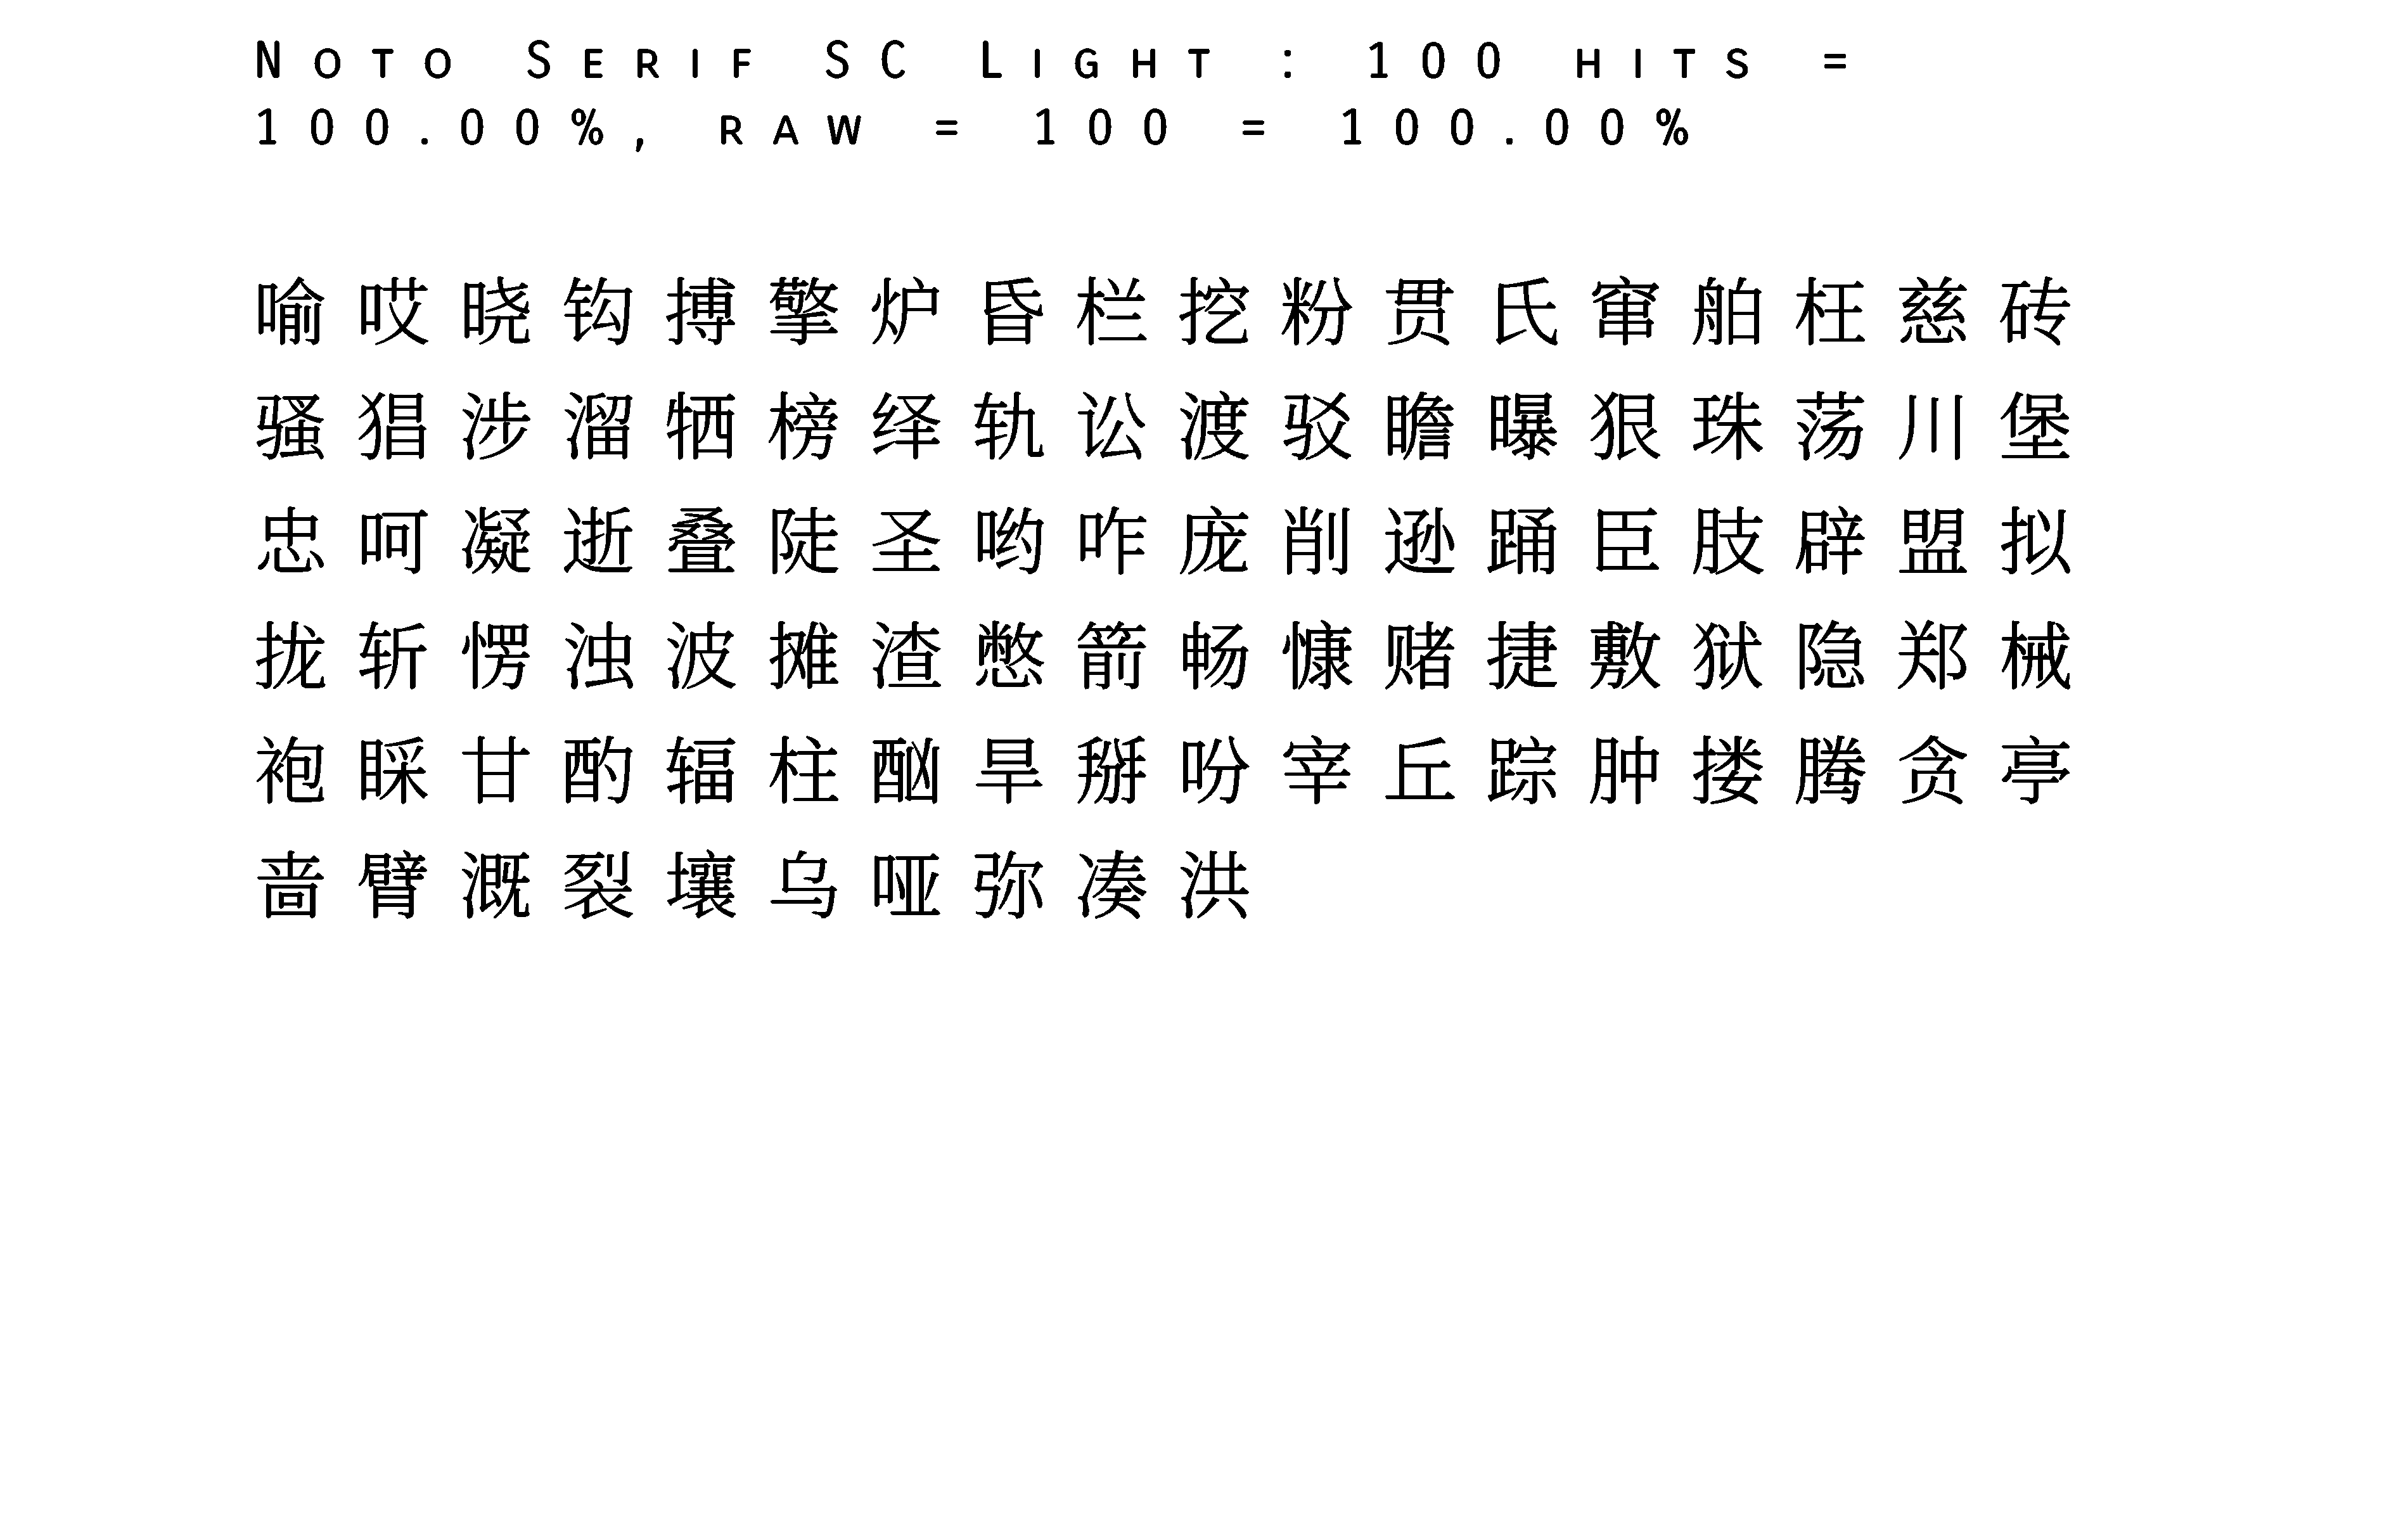 Noto Serif SC Light : 100 hits =
100.00%, raw = 100 = 100.00%
喻哎晓钩搏擎炉昏栏挖粉贯氏窜舶枉慈砖
骚猖涉溜牺榜绎轨讼渡驳瞻曝狠珠荡川堡
忠呵凝逝叠陡圣哟咋庞削逊踊臣肢辟盟拟
拢斩愣浊波摊渣憋箭畅慷赌捷敷狱隐郑械
袍睬甘酌辐柱酗旱掰吩宰丘踪肿搂腾贪亭
啬臂溉裂壤乌哑弥凑洪